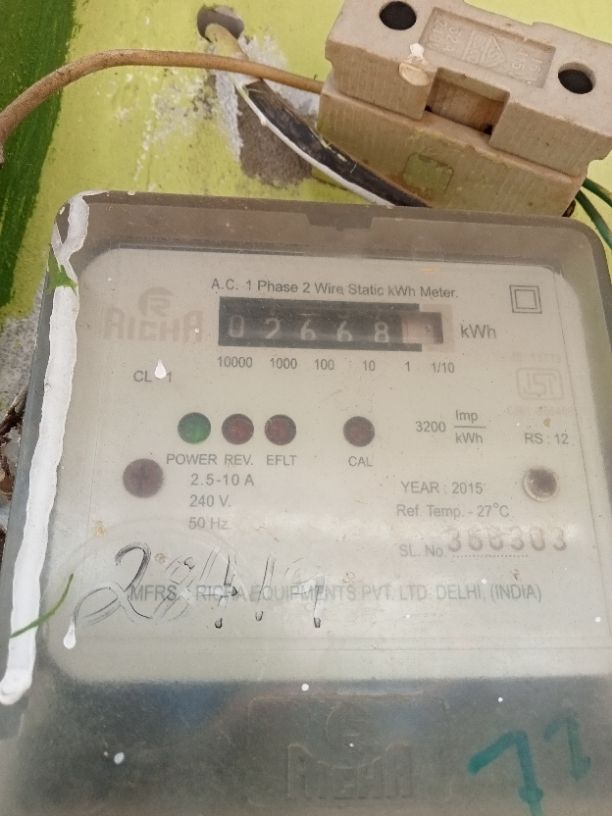 A.C. 1 Phase 2 Wire Static kWh Meter.
RICHA
02668
kWh
10000 1000 100 10 1 1/10
CL 1
3200 Imp/kWh
RS : 12
POWER REV. EFLT CAL
2.5-10 A
240 V.
50 Hz
YEAR : 2015
Ref. Temp. - 27°C
SL. No.
MFRS. : RICHA EQUIPMENTS PVT. LTD. DELHI, (INDIA)
RICHA
11